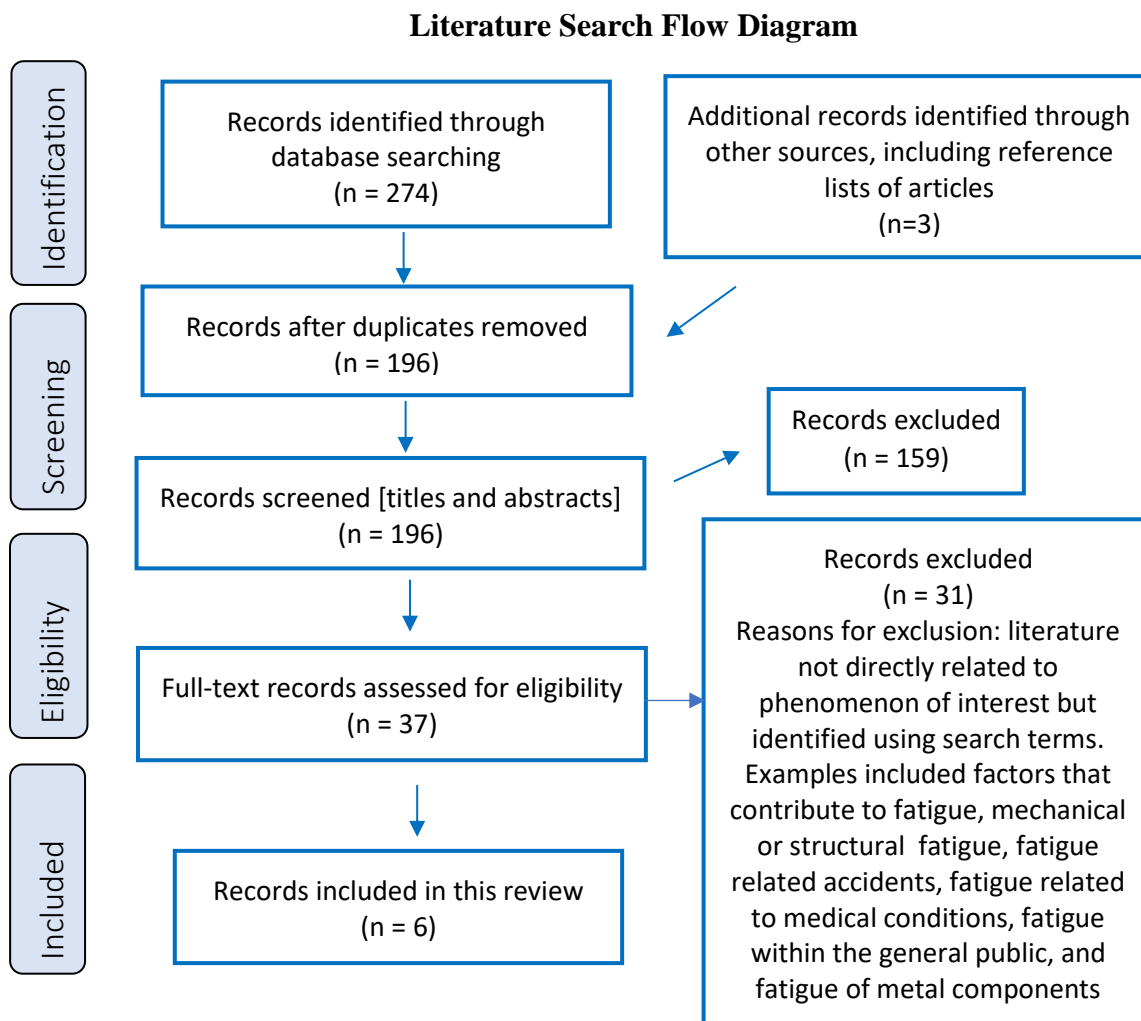 Literature Search Flow Diagram
Identification
Records identified through
database searching
(n = 274)
Additional records identified through
other sources, including reference
lists of articles
(n=3)
Screening
Records after duplicates removed
(n = 196)
Records screened [titles and abstracts]
(n = 196)
Records excluded
(n = 159)
Eligibility
Full-text records assessed for eligibility
(n = 37)
Records excluded
(n = 31)
Reasons for exclusion: literature
not directly related to
phenomenon of interest but
identified using search terms.
Examples included factors that
contribute to fatigue, mechanical
or structural  fatigue, fatigue
related accidents, fatigue related
to medical conditions, fatigue
within the general public, and
fatigue of metal components
Included
Records included in this review
(n = 6)